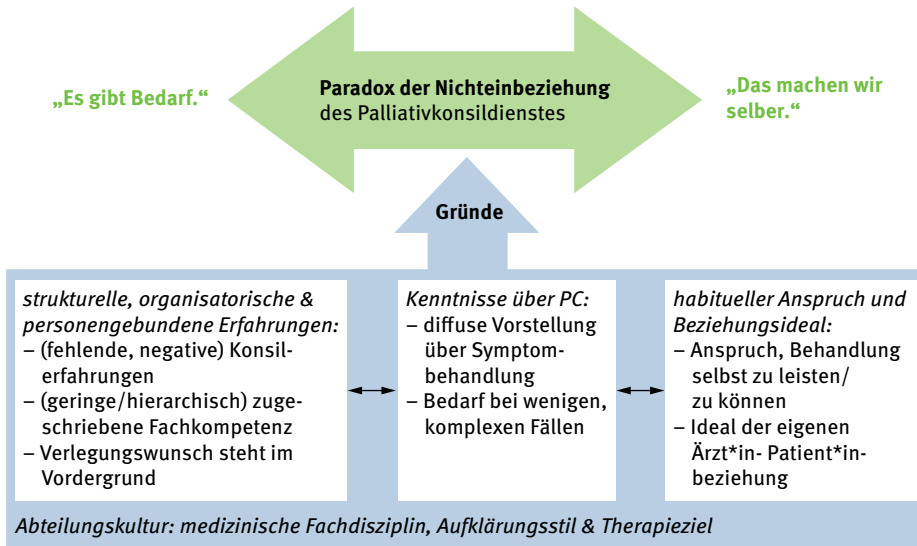 „Es gibt Bedarf.“
Paradox der Nichteinbeziehung
des Palliativkonsildienstes
„Das machen wir
selber.“
Gründe
strukturelle, organisatorische &
personengebundene Erfahrungen:
– (fehlende, negative) Konsil-
erfahrungen
– (geringe/hierarchisch) zuge-
schriebene Fachkompetenz
– Verlegungswunsch steht im
Vordergrund
Kenntnisse über PC:
– diffuse Vorstellung
über Symptom-
behandlung
– Bedarf bei wenigen,
komplexen Fällen
habitueller Anspruch und
Beziehungsideal:
– Anspruch, Behandlung
selbst zu leisten/
zu können
– Ideal der eigenen
Ärzt*in- Patient*in-
beziehung
Abteilungskultur: medizinische Fachdisziplin, Aufklärungsstil & Therapieziel